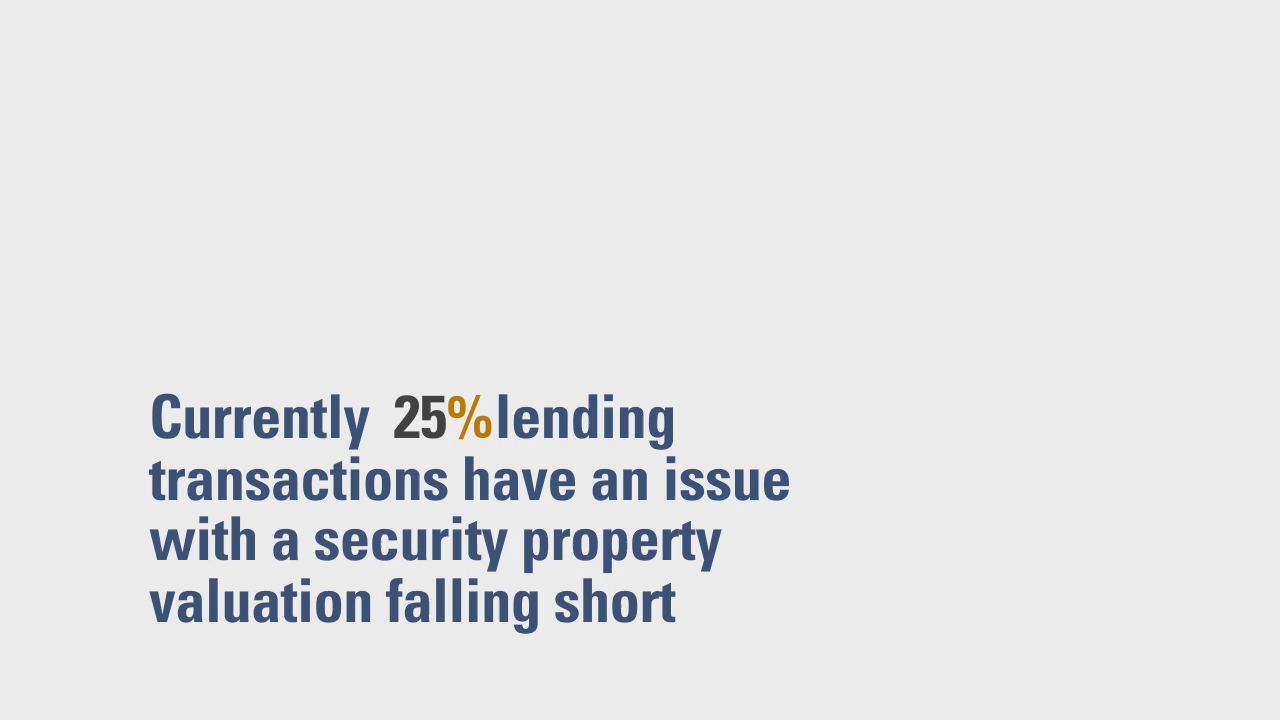 Currently 25% lending
transactions have an issue
with a security property
valuation falling short